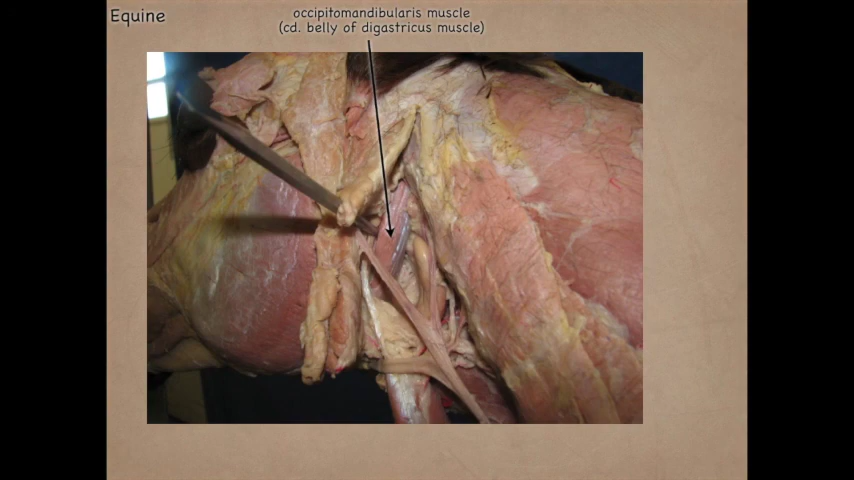 Equine
occipitomandibularis muscle
(cd. belly of digastricus muscle)